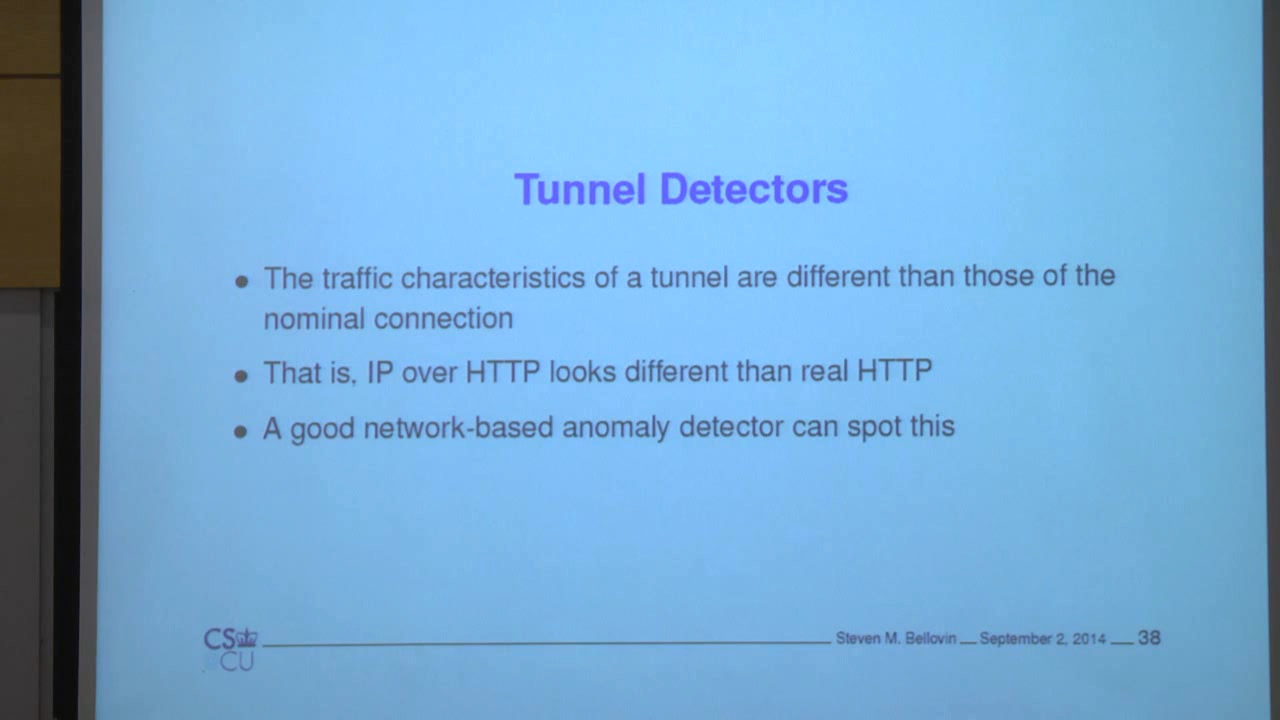 Tunnel Detectors
• The traffic characteristics of a tunnel are different than those of the
nominal connection
• That is, IP over HTTP looks different than real HTTP
• A good network-based anomaly detector can spot this
CS
CU
Steven M. Bellovin — September 2, 2014 — 38